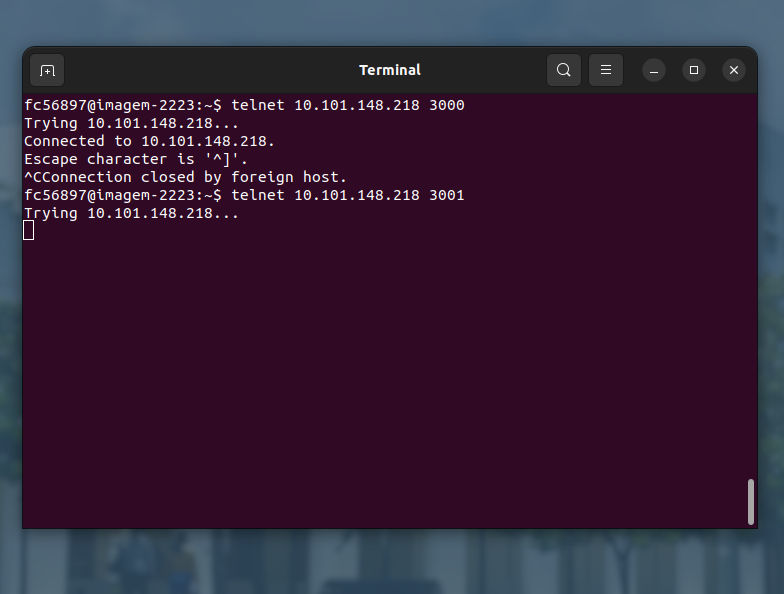 Terminal
fc56897@imagem-2223:~$ telnet 10.101.148.218 3000
Trying 10.101.148.218...
Connected to 10.101.148.218.
Escape character is '^]'.
^CConnection closed by foreign host.
fc56897@imagem-2223:~$ telnet 10.101.148.218 3001
Trying 10.101.148.218...